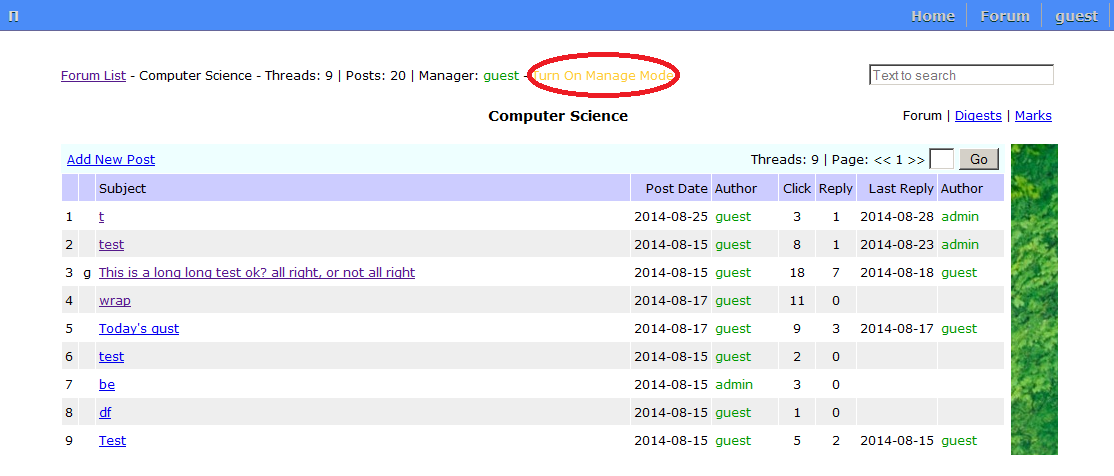 Π Home Forum guest
Forum List - Computer Science - Threads: 9 | Posts: 20 | Manager: guest - Turn On Manage Mode Text to search
Computer Science Forum | Digests | Marks
Add New Post Threads: 9 | Page: << 1 >> Go
Subject Post Date Author Click Reply Last Reply Author
1 t 2014-08-25 guest 3 1 2014-08-28 admin
2 test 2014-08-15 guest 8 1 2014-08-23 admin
3 g This is a long long test ok? all right, or not all right 2014-08-15 guest 18 7 2014-08-18 guest
4 wrap 2014-08-17 guest 11 0
5 Today's gust 2014-08-17 guest 9 3 2014-08-17 guest
6 test 2014-08-15 guest 2 0
7 be 2014-08-15 admin 3 0
8 df 2014-08-15 guest 1 0
9 Test 2014-08-15 guest 5 2 2014-08-15 guest